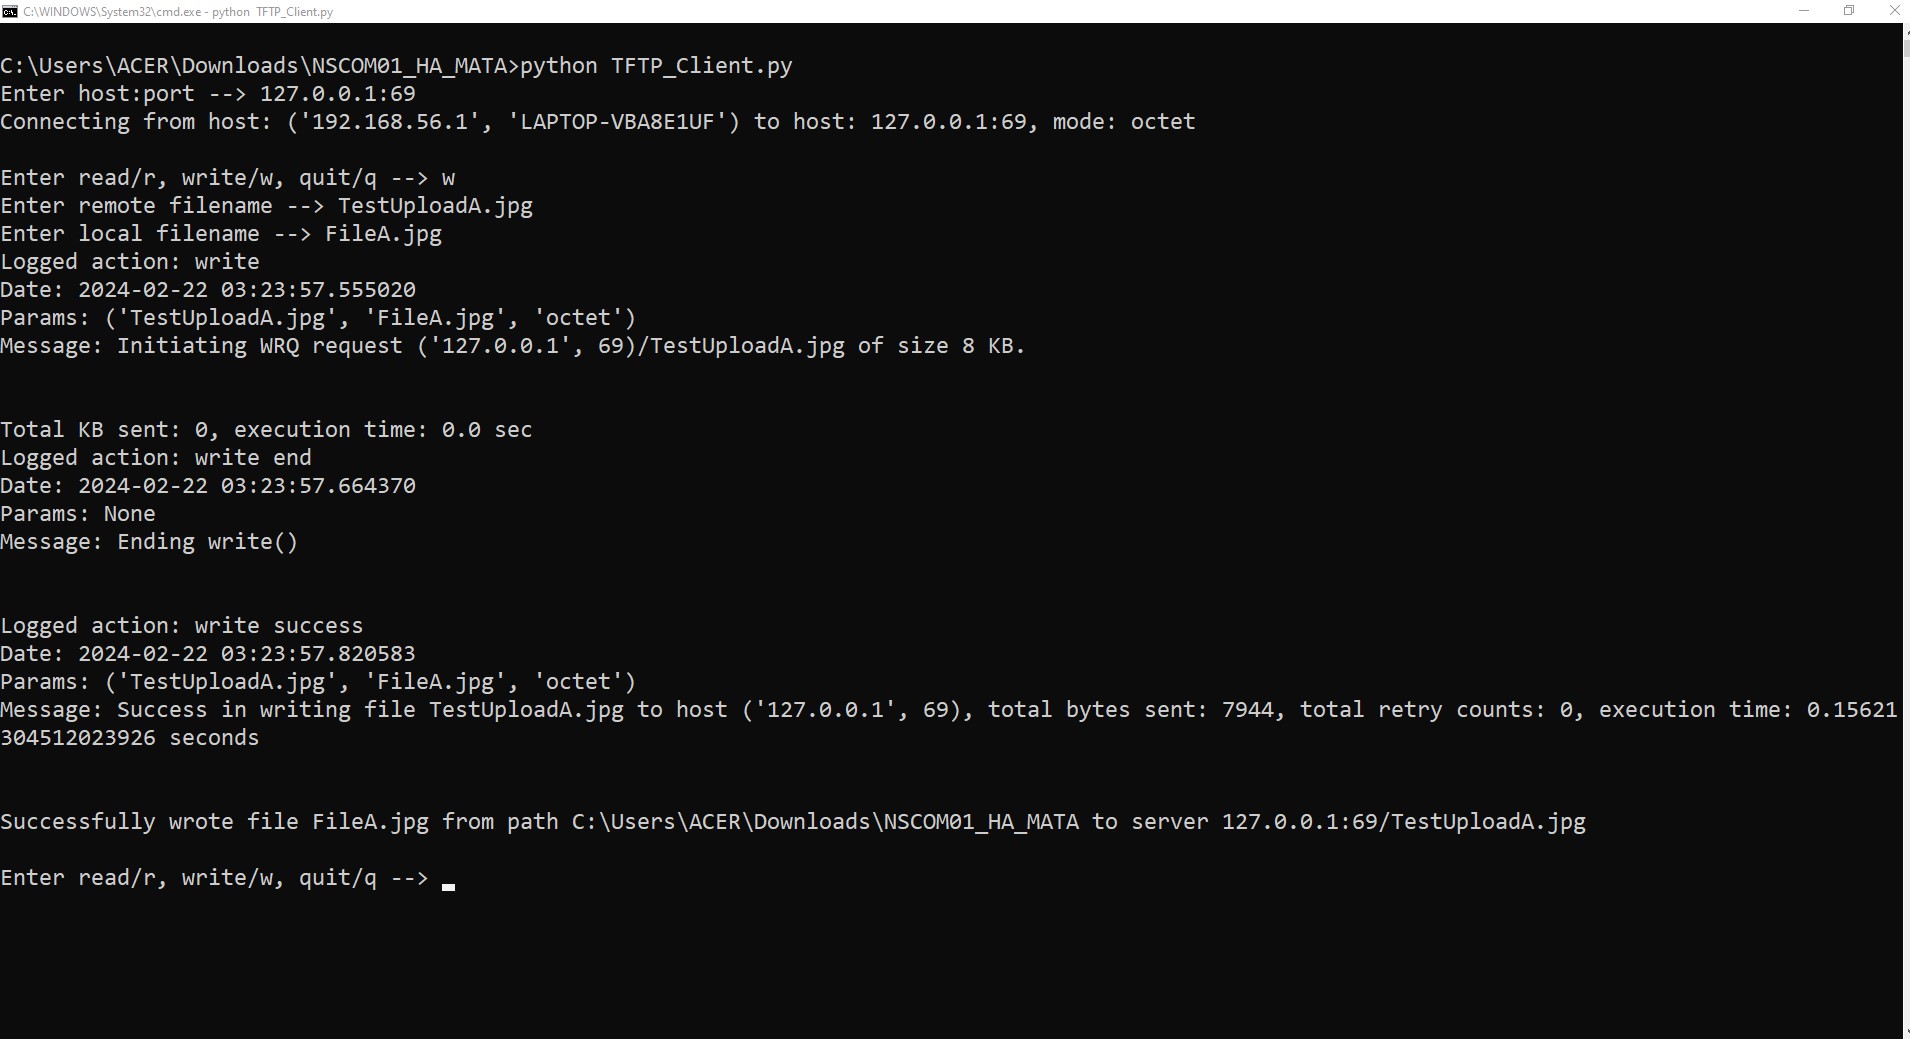 C:\WINDOWS\System32\cmd.exe - python  TFTP_Client.py
C:\Users\ACER\Downloads\NSCOM01_HA_MATA>python TFTP_Client.py
Enter host:port --> 127.0.0.1:69
Connecting from host: ('192.168.56.1', 'LAPTOP-VBA8E1UF') to host: 127.0.0.1:69, mode: octet
Enter read/r, write/w, quit/q --> w
Enter remote filename --> TestUploadA.jpg
Enter local filename --> FileA.jpg
Logged action: write
Date: 2024-02-22 03:23:57.555020
Params: ('TestUploadA.jpg', 'FileA.jpg', 'octet')
Message: Initiating WRQ request ('127.0.0.1', 69)/TestUploadA.jpg of size 8 KB.
Total KB sent: 0, execution time: 0.0 sec
Logged action: write end
Date: 2024-02-22 03:23:57.664370
Params: None
Message: Ending write()
Logged action: write success
Date: 2024-02-22 03:23:57.820583
Params: ('TestUploadA.jpg', 'FileA.jpg', 'octet')
Message: Success in writing file TestUploadA.jpg to host ('127.0.0.1', 69), total bytes sent: 7944, total retry counts: 0, execution time: 0.15621
304512023926 seconds
Successfully wrote file FileA.jpg from path C:\Users\ACER\Downloads\NSCOM01_HA_MATA to server 127.0.0.1:69/TestUploadA.jpg
Enter read/r, write/w, quit/q -->